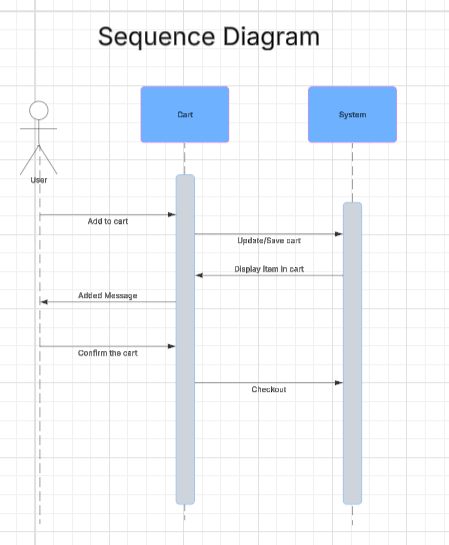 Sequence Diagram
Cart
System
User
Add to cart
Update/Save cart
Display item in cart
Added Message
Confirm the cart
Checkout